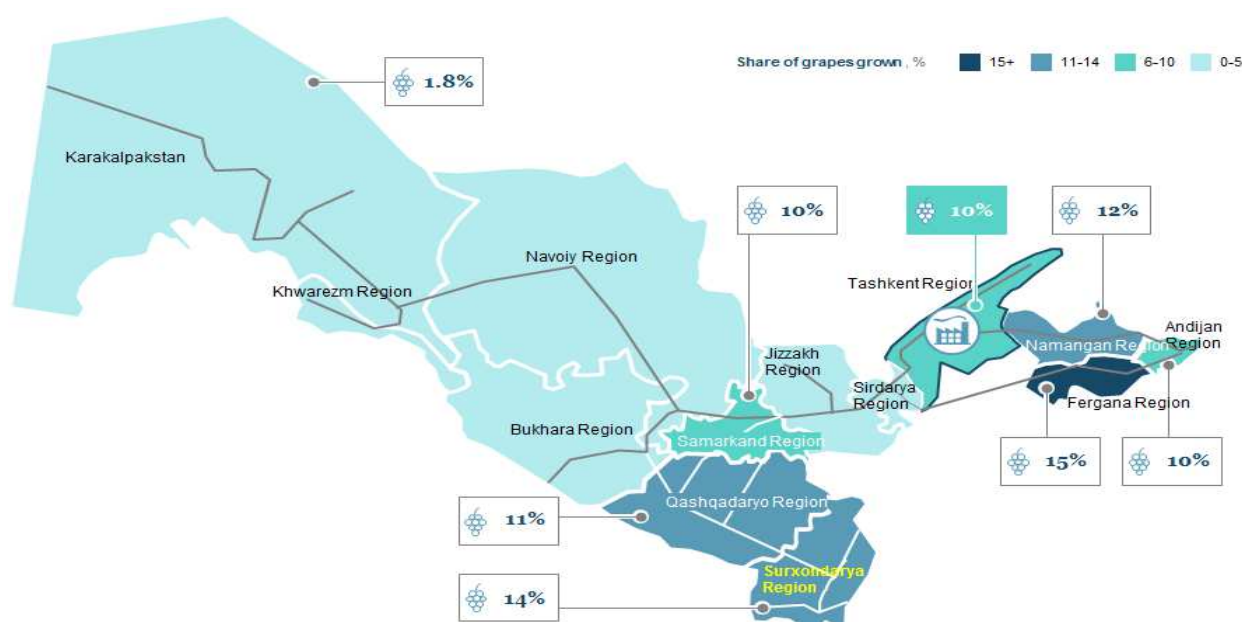 Share of grapes grown, %
15+
11-14
6-10
0-5
1.8%
Karakalpakstan
10%
10%
12%
Navoiy Region
Tashkent Region
Khwarezm Region
Andijan
Region
Namangan Region
Jizzakh
Region
Sirdarya
Region
Fergana Region
Bukhara Region
Samarkand Region
15%
10%
Qashqadaryo Region
11%
Surxondarya
Region
14%